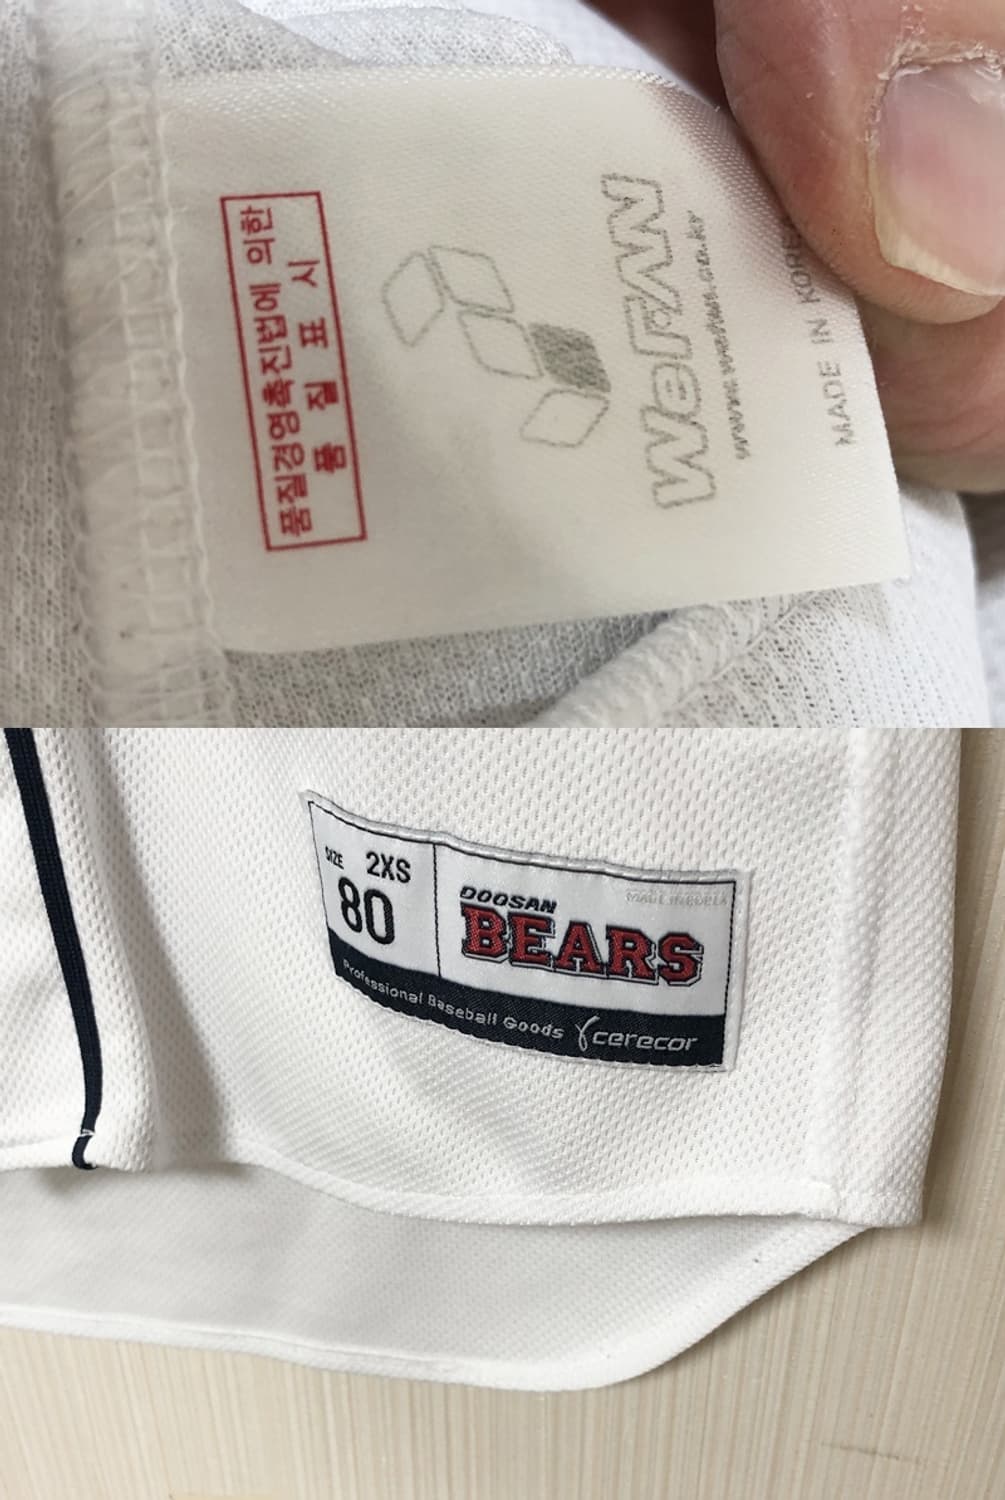 품질경영촉진법에 의한
품 질 표 시
WeFAN
www.wefan.co.kr
MADE IN KOREA
SIZE 2XS
80
DOOSAN
BEARS
MADE IN KOREA
Professional Baseball Goods cerecor